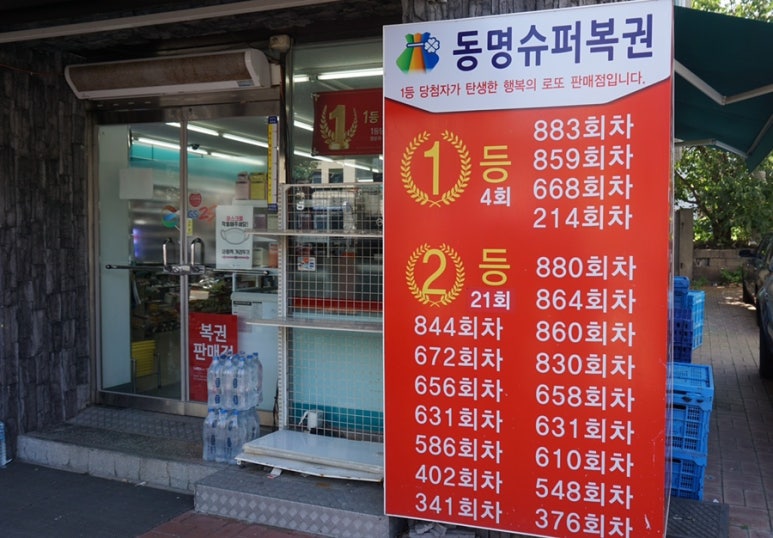 동명슈퍼복권
1등 당첨자가 탄생한 행복의 로또 판매점입니다.
1등
4회
883회차
859회차
668회차
214회차
2등
21회
880회차
864회차
844회차
860회차
672회차
830회차
656회차
658회차
631회차
631회차
586회차
610회차
402회차
548회차
341회차
376회차
1등
복권
판매점